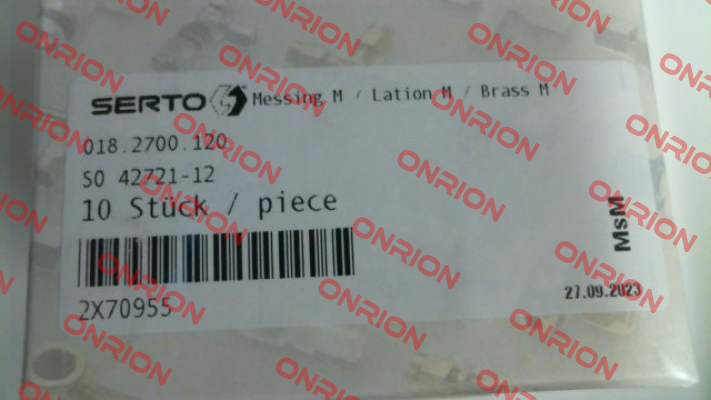 SERTO Messing M / Lation M / Brass M
018.2700.120
SO 42721-12
10 Stück / piece
MsM
27.09.2023
2X70955
ONRION